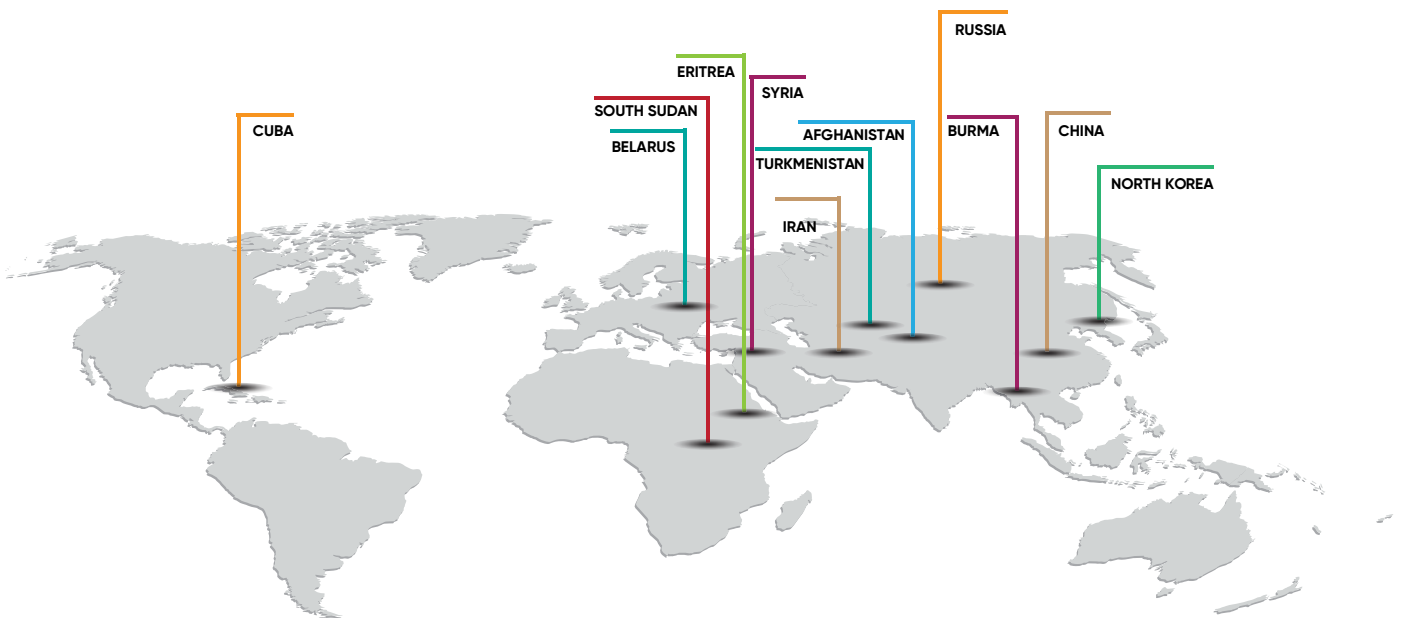 RUSSIA
ERITREA
SYRIA
SOUTH SUDAN
CUBA
AFGHANISTAN
BURMA
CHINA
BELARUS
TURKMENISTAN
NORTH KOREA
IRAN